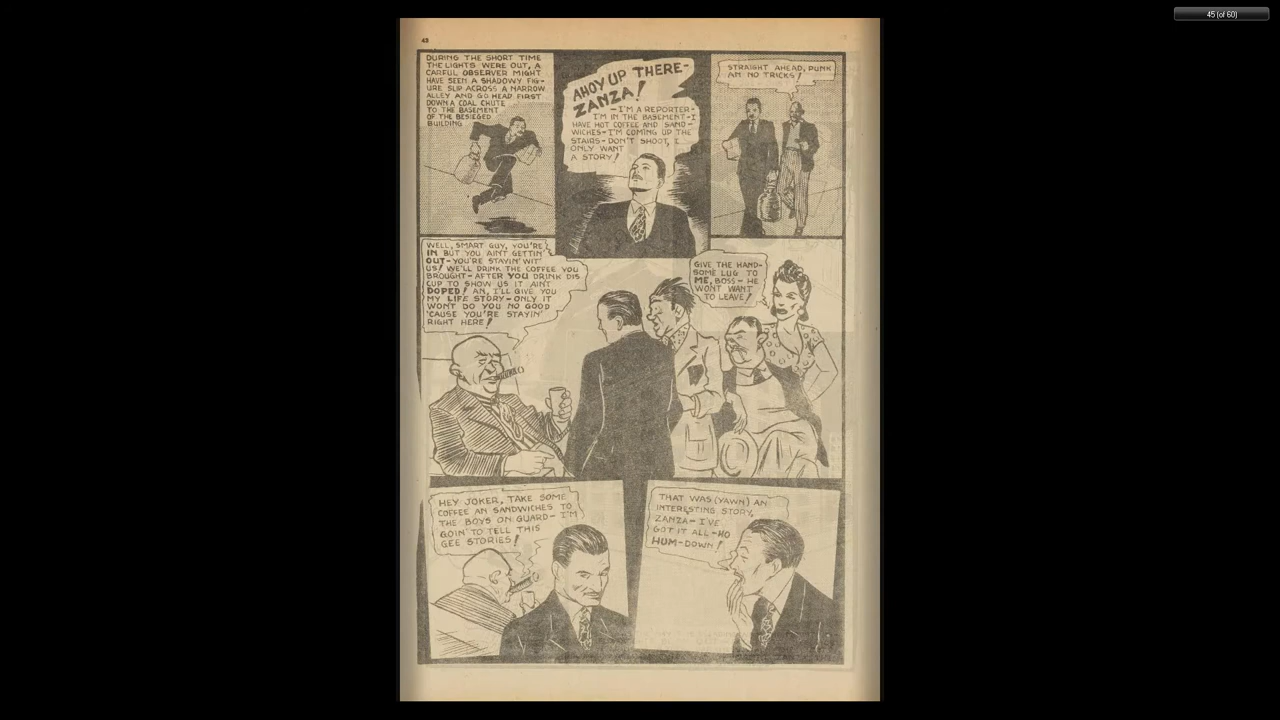 45 (of 60)
43
DURING THE SHORT TIME
THE LIGHTS WERE OUT, A
CARFUL OBSERVER MIGHT
HAVE SEEN A SHADOWY FIG-
URE SLIP ACROSS A NARROW
ALLEY AND GO HEAD FIRST
DOWN A COAL CHUTE
TO THE BASEMENT
OF THE BESIEGED
BUILDING
AHOY UP THERE-
ZANZA!
-I'M A REPORTER-
I'M IN THE BASEMENT-I
HAVE HOT COFFEE AND SAND-
WICHES-I'M COMING UP THE
STAIRS-DON'T SHOOT, I
ONLY WANT
A STORY!
STRAIGHT AHEAD, PUNK
AN NO TRICKS!
WELL, SMART GUY, YOU'RE
IN BUT YOU AIN'T GETTIN'
OUT-YOU'RE STAYIN' WIT'
US! WE'LL DRINK THE COFFEE YOU
BROUGHT-AFTER YOU DRINK DIS
CUP TO SHOW US IT AIN'T
DOPED! AN, I'LL GIVE YOU
MY LIFE STORY-ONLY IT
WON'T DO YOU NO GOOD
'CAUSE YOU'RE STAYIN'
RIGHT HERE!
GIVE THE HAND-
SOME LUG TO
ME, BOSS-HE
WON'T WANT
TO LEAVE!
HEY JOKER, TAKE SOME
COFFEE AN SANDWICHES TO
THE BOYS ON GUARD-I'M
GOIN' TO TELL THIS
GEE STORIES!
THAT WAS (YAWN) AN
INTERESTING STORY,
ZANZA-I'VE
GOT IT ALL-HO
HUM-DOWN!